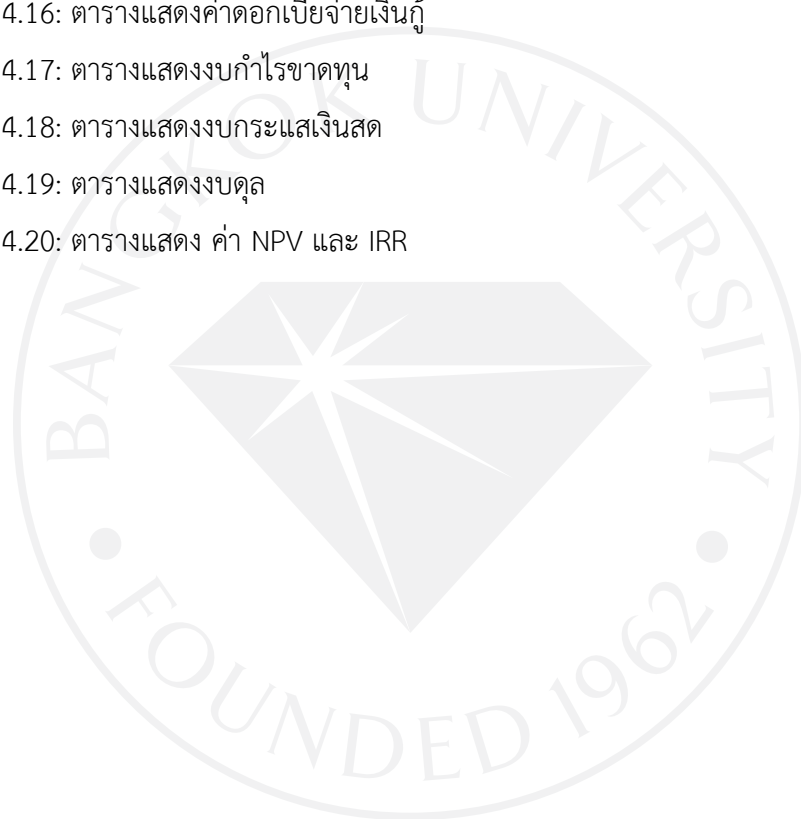 4.16: ตารางแสดงค่าดอกเบี้ยจ่ายเงินกู้
4.17: ตารางแสดงงบกำไรขาดทุน
4.18: ตารางแสดงงบกระแสเงินสด
4.19: ตารางแสดงงบดุล
4.20: ตารางแสดง ค่า NPV และ IRR
BANGKOK UNIVERSITY
FOUNDED 1962